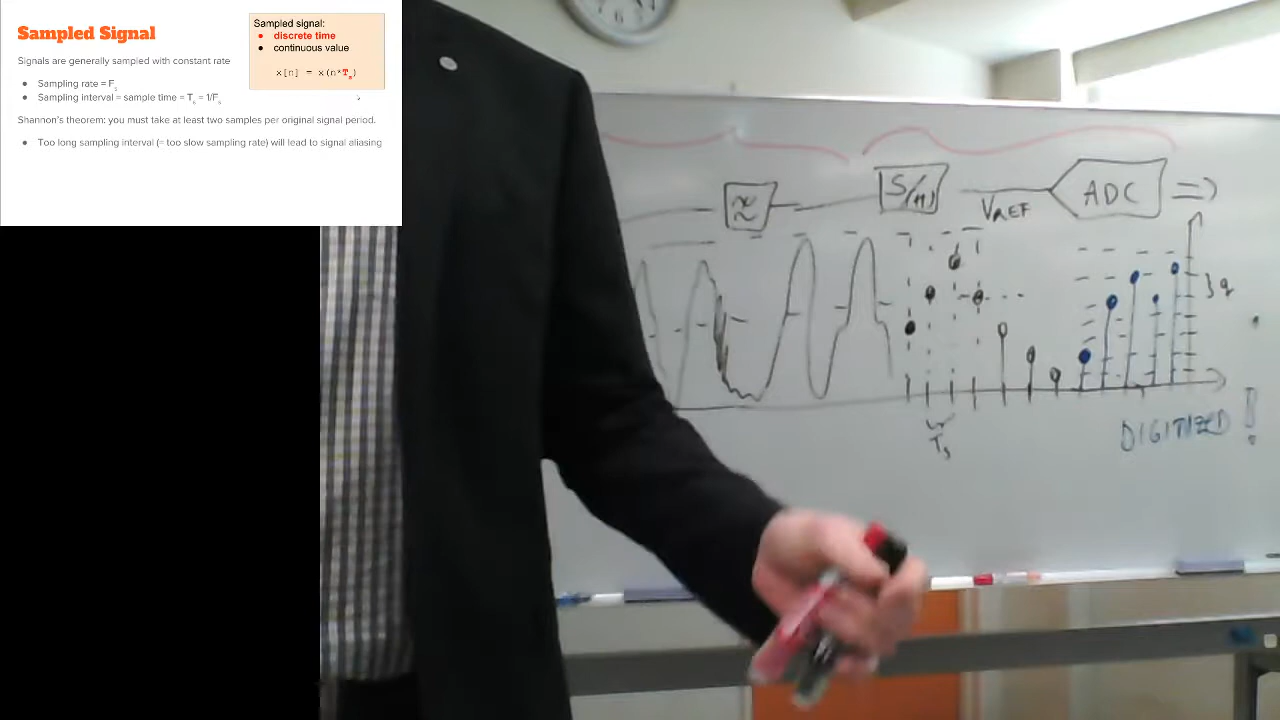 Sampled Signal
Signals are generally sampled with constant rate
● Sampling rate = Fs
● Sampling interval = sample time = Ts = 1/Fs
Shannon's theorem: you must take at least two samples per original signal period.
● Too long sampling interval (= too slow sampling rate) will lead to signal aliasing
Sampled signal:
● discrete time
● continuous value
x[n] = x(n*Ts)
S/(H)
VREF
ADC
q
Ts
DIGITIZED!